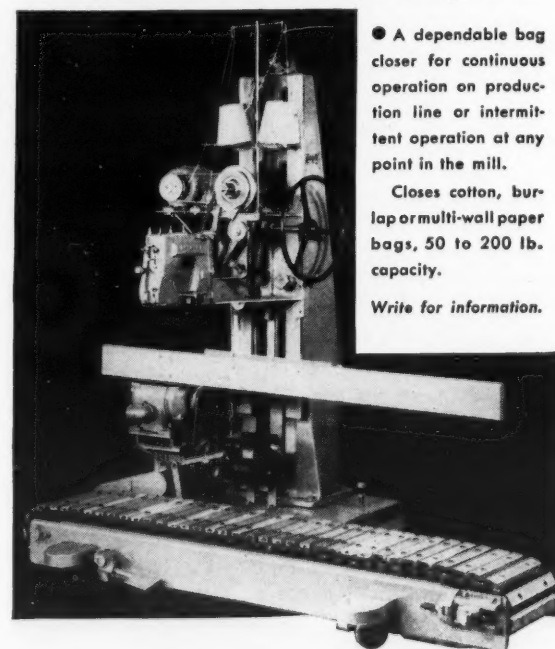 ● A dependable bag
closer for continuous
operation on produc-
tion line or intermit-
tent operation at any
point in the mill.
Closes cotton, bur-
lap or multi-wall paper
bags, 50 to 200 lb.
capacity.
Write for information.